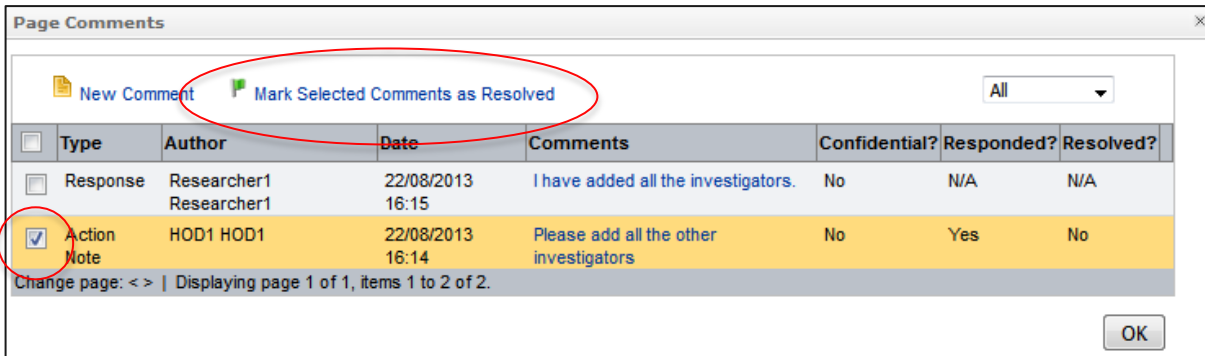 Page Comments
New Comment Mark Selected Comments as Resolved All
Type Author Date Comments Confidential? Responded? Resolved?
Response Researcher1 22/08/2013 I have added all the investigators. No N/A N/A
Researcher1 16:15
Action HOD1 HOD1 22/08/2013 Please add all the other No Yes No
Note 16:14 investigators
Change page: < > | Displaying page 1 of 1, items 1 to 2 of 2.
OK